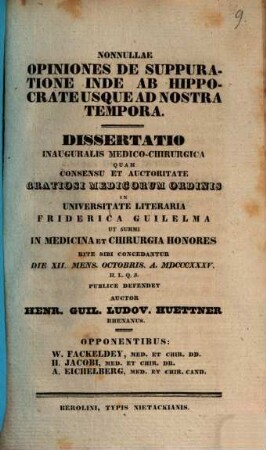 9
NONNULLAE
OPINIONES DE SUPPURA-
TIONE INDE AB HIPPO-
CRATE USQUE AD NOSTRA
TEMPORA.
DISSERTATIO
INAUGURALIS MEDICO-CHIRURGICA
QUAM
CONSENSU ET AUCTORITATE
GRATIOSI MEDICORUM ORDINIS
IN
UNIVERSITATE LITERARIA
FRIDERICA GUILELMA
UT SUMMI
IN MEDICINA ET CHIRURGIA HONORES
RITE SIBI CONCEDANTUR
DIE XII. MENS. OCTOBRIS. A. MDCCCXXXV.
H. L. Q. S.
PUBLICE DEFENDET
AUCTOR
HENR. GUIL. LUDOV. HUETTNER
RHENANUS.
OPPONENTIBUS:
W. FACKELDEY, MED. ET CHIR. DD.
H. JACOBI, MED. ET CHIR. DR.
A. EICHELBERG, MED. ET CHIR. CAND.
BEROLINI, TYPIS NIETACKIANIS.